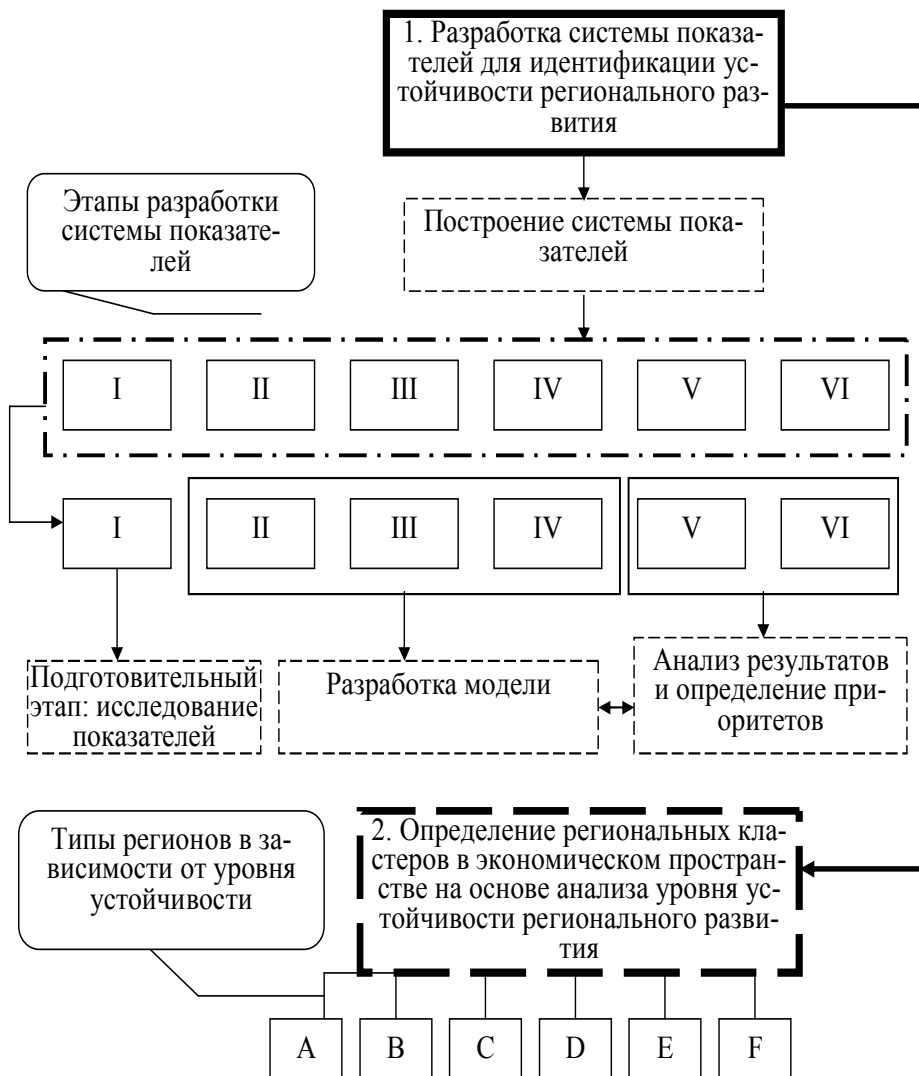 1. Разработка системы показа-
телей для идентификации ус-
тойчивости регионального раз-
вития
Этапы разработки
системы показате-
лей
Построение системы пока-
зателей
I II III IV V VI
I II III IV V VI
Подготовительный
этап: исследование
показателей
Разработка модели
Анализ результатов
и определение при-
оритетов
Типы регионов в за-
висимости от уровня
устойчивости
2. Определение региональных кла-
стеров в экономическом простран-
стве на основе анализа уровня ус-
тойчивости регионального разви-
тия
A B C D E F